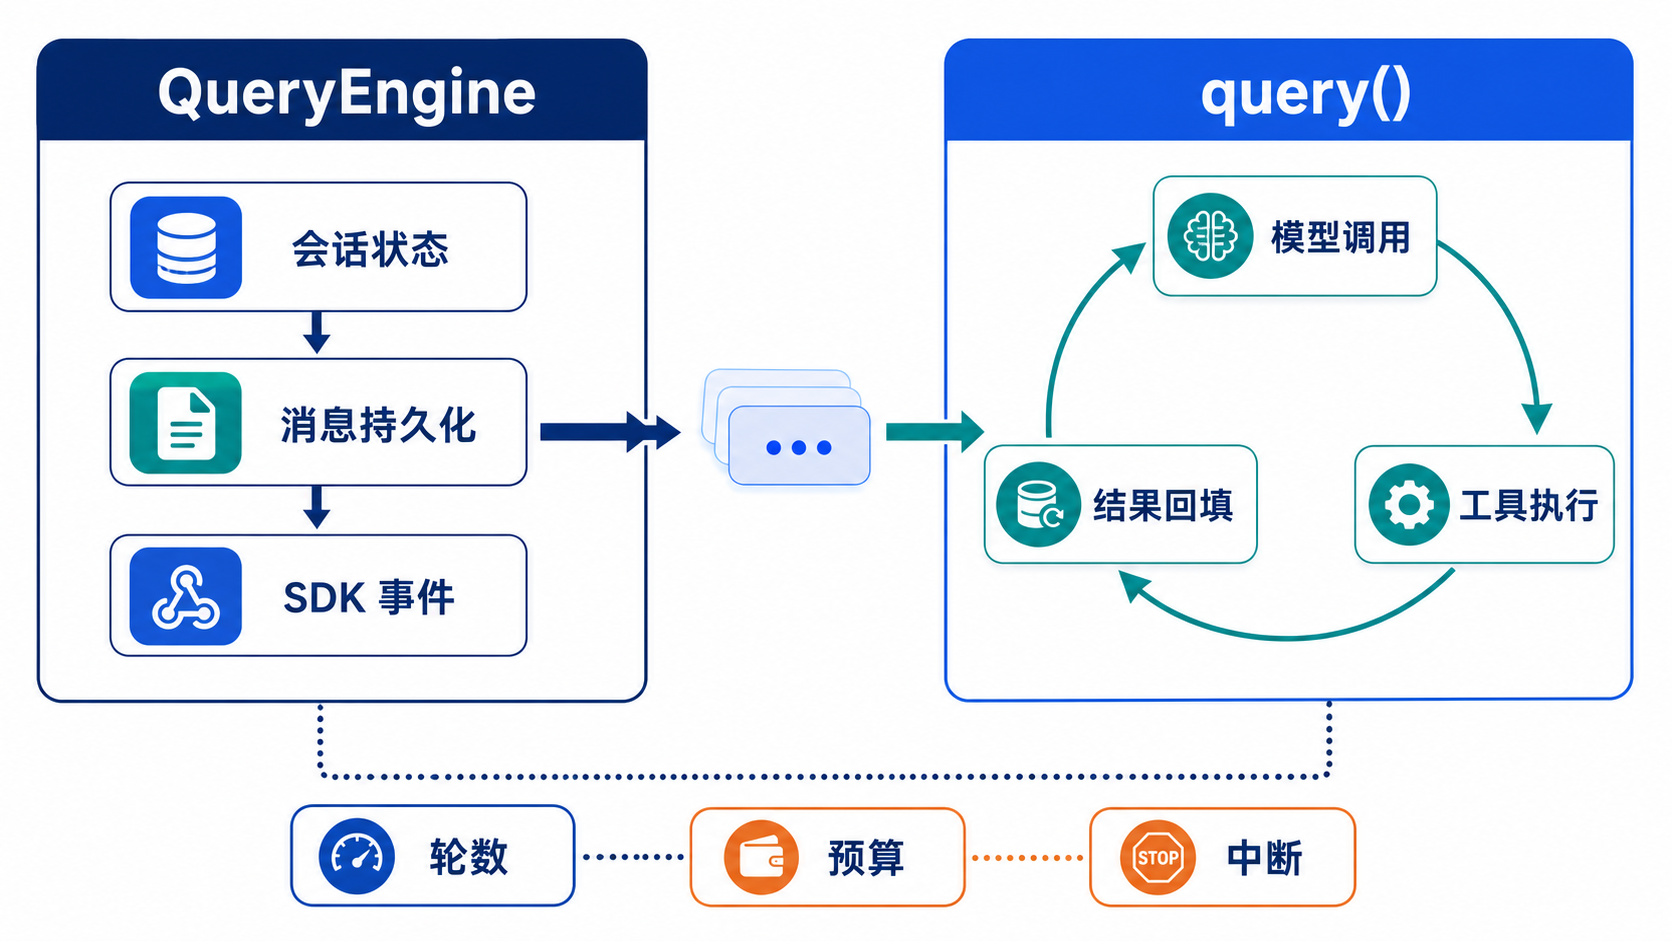 QueryEngine
会话状态
消息持久化
SDK 事件
query()
模型调用
工具执行
结果回填
轮数
预算
STOP
中断